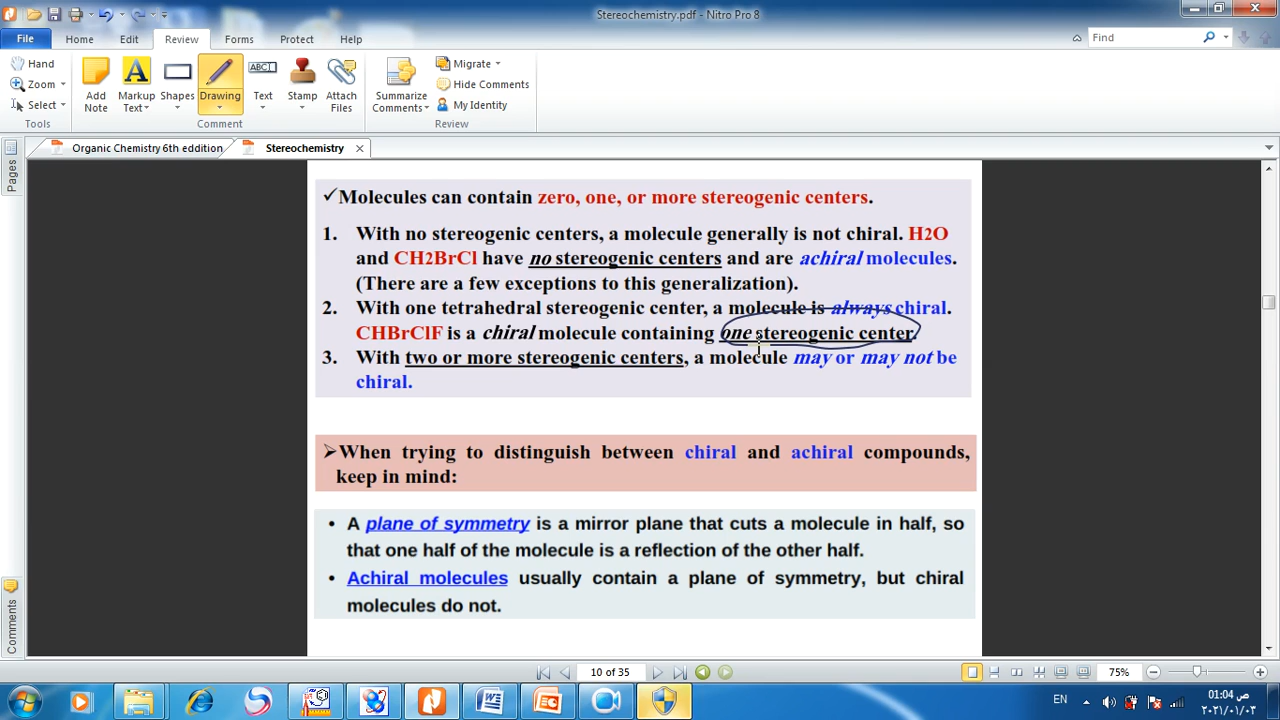 Stereochemistry.pdf - Nitro Pro 8
File Home Edit Review Forms Protect Help
Find
Hand
Zoom
Select
Tools
Add Note
Markup Text
Shapes
Drawing
Text
Stamp
Attach Files
Comment
Summarize Comments
Migrate
Hide Comments
My Identity
Review
Organic Chemistry 6th eddition
Stereochemistry
Pages
✓Molecules can contain zero, one, or more stereogenic centers.
1. With no stereogenic centers, a molecule generally is not chiral. H2O
and CH2BrCl have no stereogenic centers and are achiral molecules.
(There are a few exceptions to this generalization).
2. With one tetrahedral stereogenic center, a molecule is always chiral.
CHBrClF is a chiral molecule containing one stereogenic center.
3. With two or more stereogenic centers, a molecule may or may not be
chiral.
➢When trying to distinguish between chiral and achiral compounds,
keep in mind:
• A plane of symmetry is a mirror plane that cuts a molecule in half, so
that one half of the molecule is a reflection of the other half.
• Achiral molecules usually contain a plane of symmetry, but chiral
molecules do not.
Comments
10 of 35
75%
EN
01:04 ص
٢٠٢١/٠١/٠٣